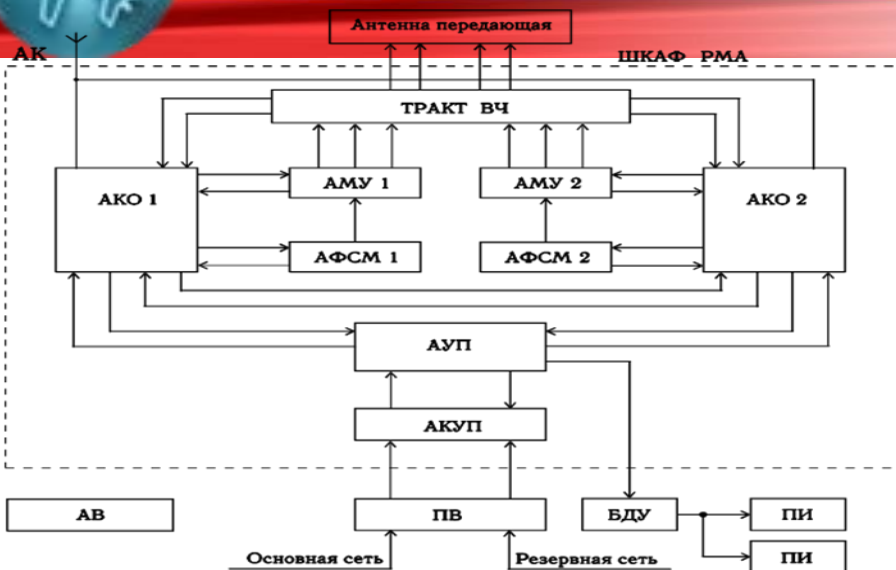 Антенна передающая
АК
ШКАФ РМА
ТРАКТ ВЧ
АКО 1
АМУ 1
АМУ 2
АКО 2
АФСМ 1
АФСМ 2
АУП
АКУП
АВ
ПВ
БДУ
ПИ
Основная сеть
Резервная сеть
ПИ